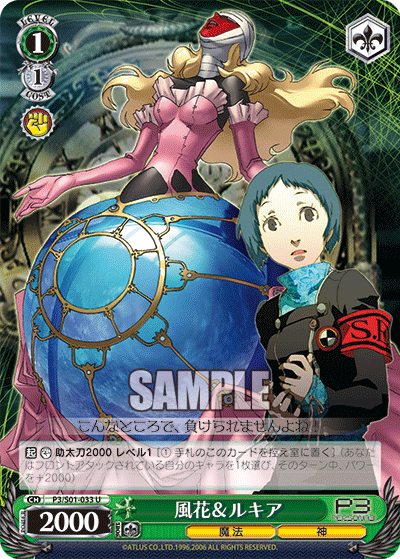 LEVEL
1
1
COST
S.E
SAMPLE
こんなところで、負けられませんよね!
助太刀2000 レベル1 [① 手札のこのカードを控え室に置く] (あなた
はフロントアタックされている自分のキャラを1枚選び、そのターン中、パワー
を+2000)
CH P3/S01-033 U
2000
風花&ルキア
P3
魔法 神
©ATLUS CO.,LTD.1996,2006 ALL RIGHTS RESERVED.